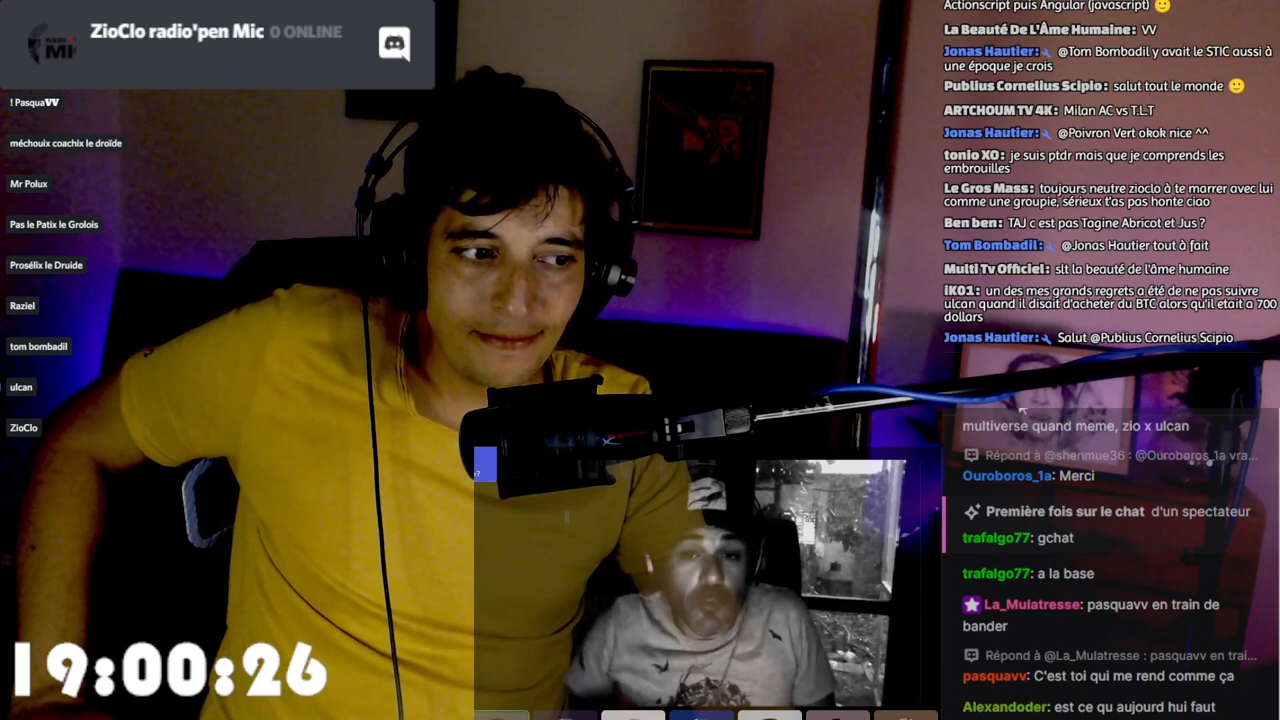 ZioClo radio'pen Mic 0 ONLINE
MI
! PasquaVV
méchouix coachix le droïde
Mr Polux
Pas le Patix le Grolois
Prosélix le Druide
Raziel
tom bombadil
ulcan
ZioClo
19:00:26
Actionscript puis Angular (javascript) 🙂
La Beauté De L'Âme Humaine: VV
Jonas Hautier: @Tom Bombadil y avait le STIC aussi à
une époque je crois
Publius Cornelius Scipio: salut tout le monde 🙂
ARTCHOUM TV 4K: Milan AC vs T.L.T
Jonas Hautier: @Poivron Vert okok nice ^^
tonio XO: je suis ptdr mais que je comprends les
embrouilles
Le Gros Mass: toujours neutre zioclo à te marrer avec lui
comme une groupie, sérieux t'as pas honte ciao
Ben ben: TAJ c est pas Tagine Abricot et Jus ?
Tom Bombadil: @Jonas Hautier tout à fait
Multi Tv Officiel: slt la beauté de l'âme humaine
iK01: un des mes grands regrets a été de ne pas suivre
ulcan quand il disait d'acheter du BTC alors qu'il etait a 700
dollars
Jonas Hautier: Salut @Publius Cornelius Scipio
multiverse quand meme, zio x ulcan
Répond à @shenmue36 : @Ouroboros_1a vra...
Ouroboros_1a: Merci
Première fois sur le chat d'un spectateur
trafalgo77: gchat
trafalgo77: a la base
La_Mulatresse: pasquavv en train de
bander
Répond à @La_Mulatresse : pasquavv en trai...
pasquavv: C'est toi qui me rend comme ça
Alexandoder: est ce qu aujourd hui faut